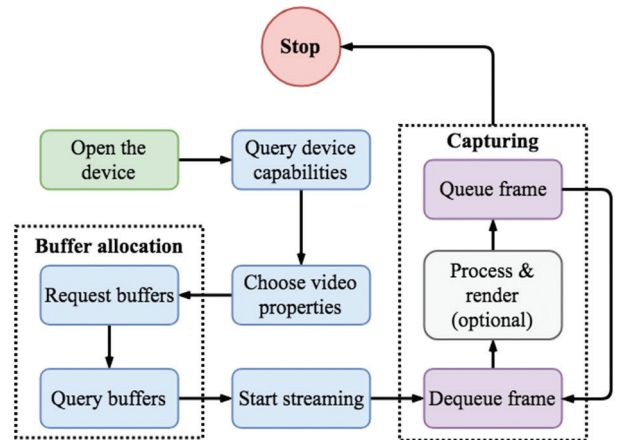 Stop
Open the
device
Query device
capabilities
Buffer allocation
Request buffers
Choose video
properties
Query buffers
Start streaming
Capturing
Queue frame
Process &
render
(optional)
Dequeue frame